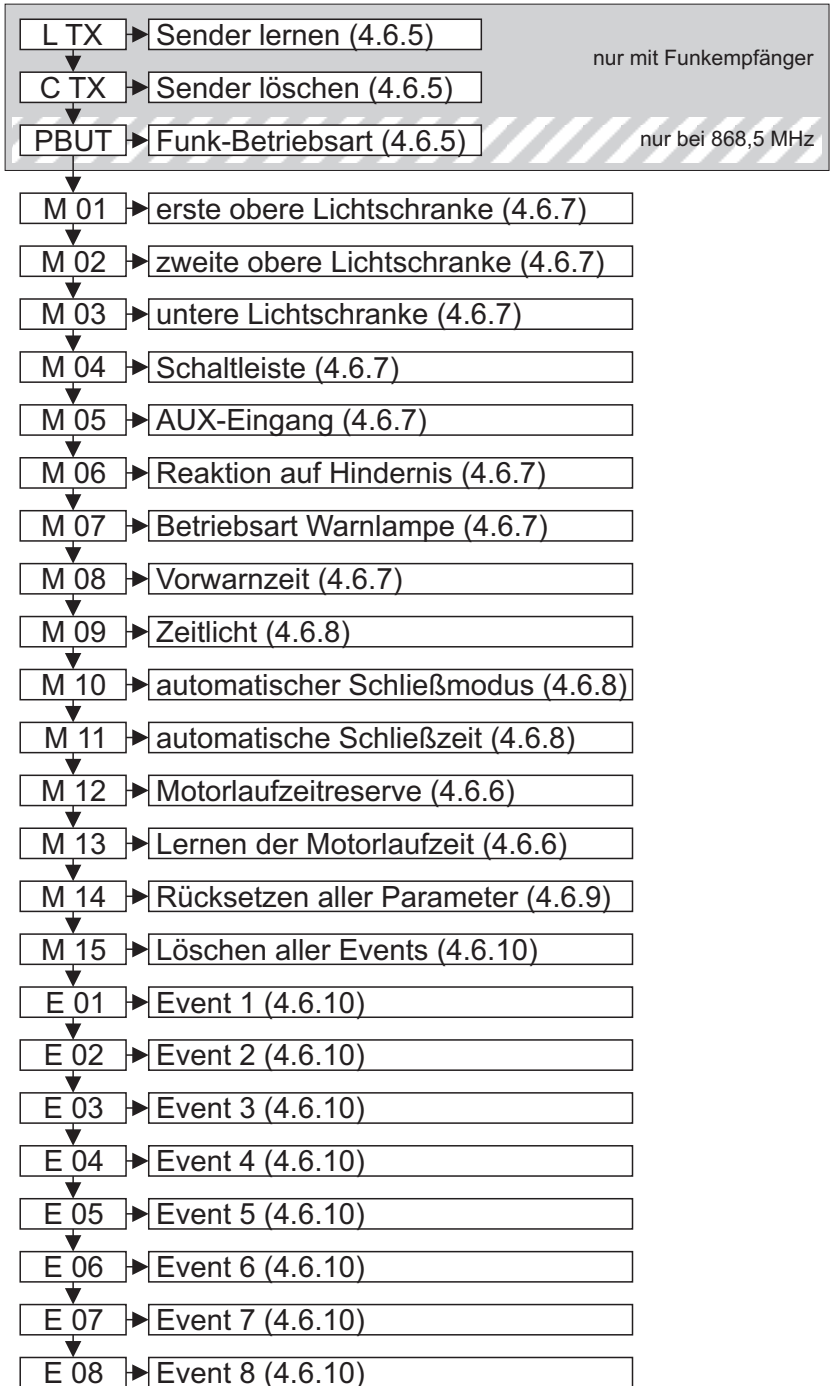 L TX Sender lernen (4.6.5)
nur mit Funkempfänger
C TX Sender löschen (4.6.5)
PBUT Funk-Betriebsart (4.6.5) nur bei 868,5 MHz
M 01 erste obere Lichtschranke (4.6.7)
M 02 zweite obere Lichtschranke (4.6.7)
M 03 untere Lichtschranke (4.6.7)
M 04 Schaltleiste (4.6.7)
M 05 AUX-Eingang (4.6.7)
M 06 Reaktion auf Hindernis (4.6.7)
M 07 Betriebsart Warnlampe (4.6.7)
M 08 Vorwarnzeit (4.6.7)
M 09 Zeitlicht (4.6.8)
M 10 automatischer Schließmodus (4.6.8)
M 11 automatische Schließzeit (4.6.8)
M 12 Motorlaufzeitreserve (4.6.6)
M 13 Lernen der Motorlaufzeit (4.6.6)
M 14 Rücksetzen aller Parameter (4.6.9)
M 15 Löschen aller Events (4.6.10)
E 01 Event 1 (4.6.10)
E 02 Event 2 (4.6.10)
E 03 Event 3 (4.6.10)
E 04 Event 4 (4.6.10)
E 05 Event 5 (4.6.10)
E 06 Event 6 (4.6.10)
E 07 Event 7 (4.6.10)
E 08 Event 8 (4.6.10)